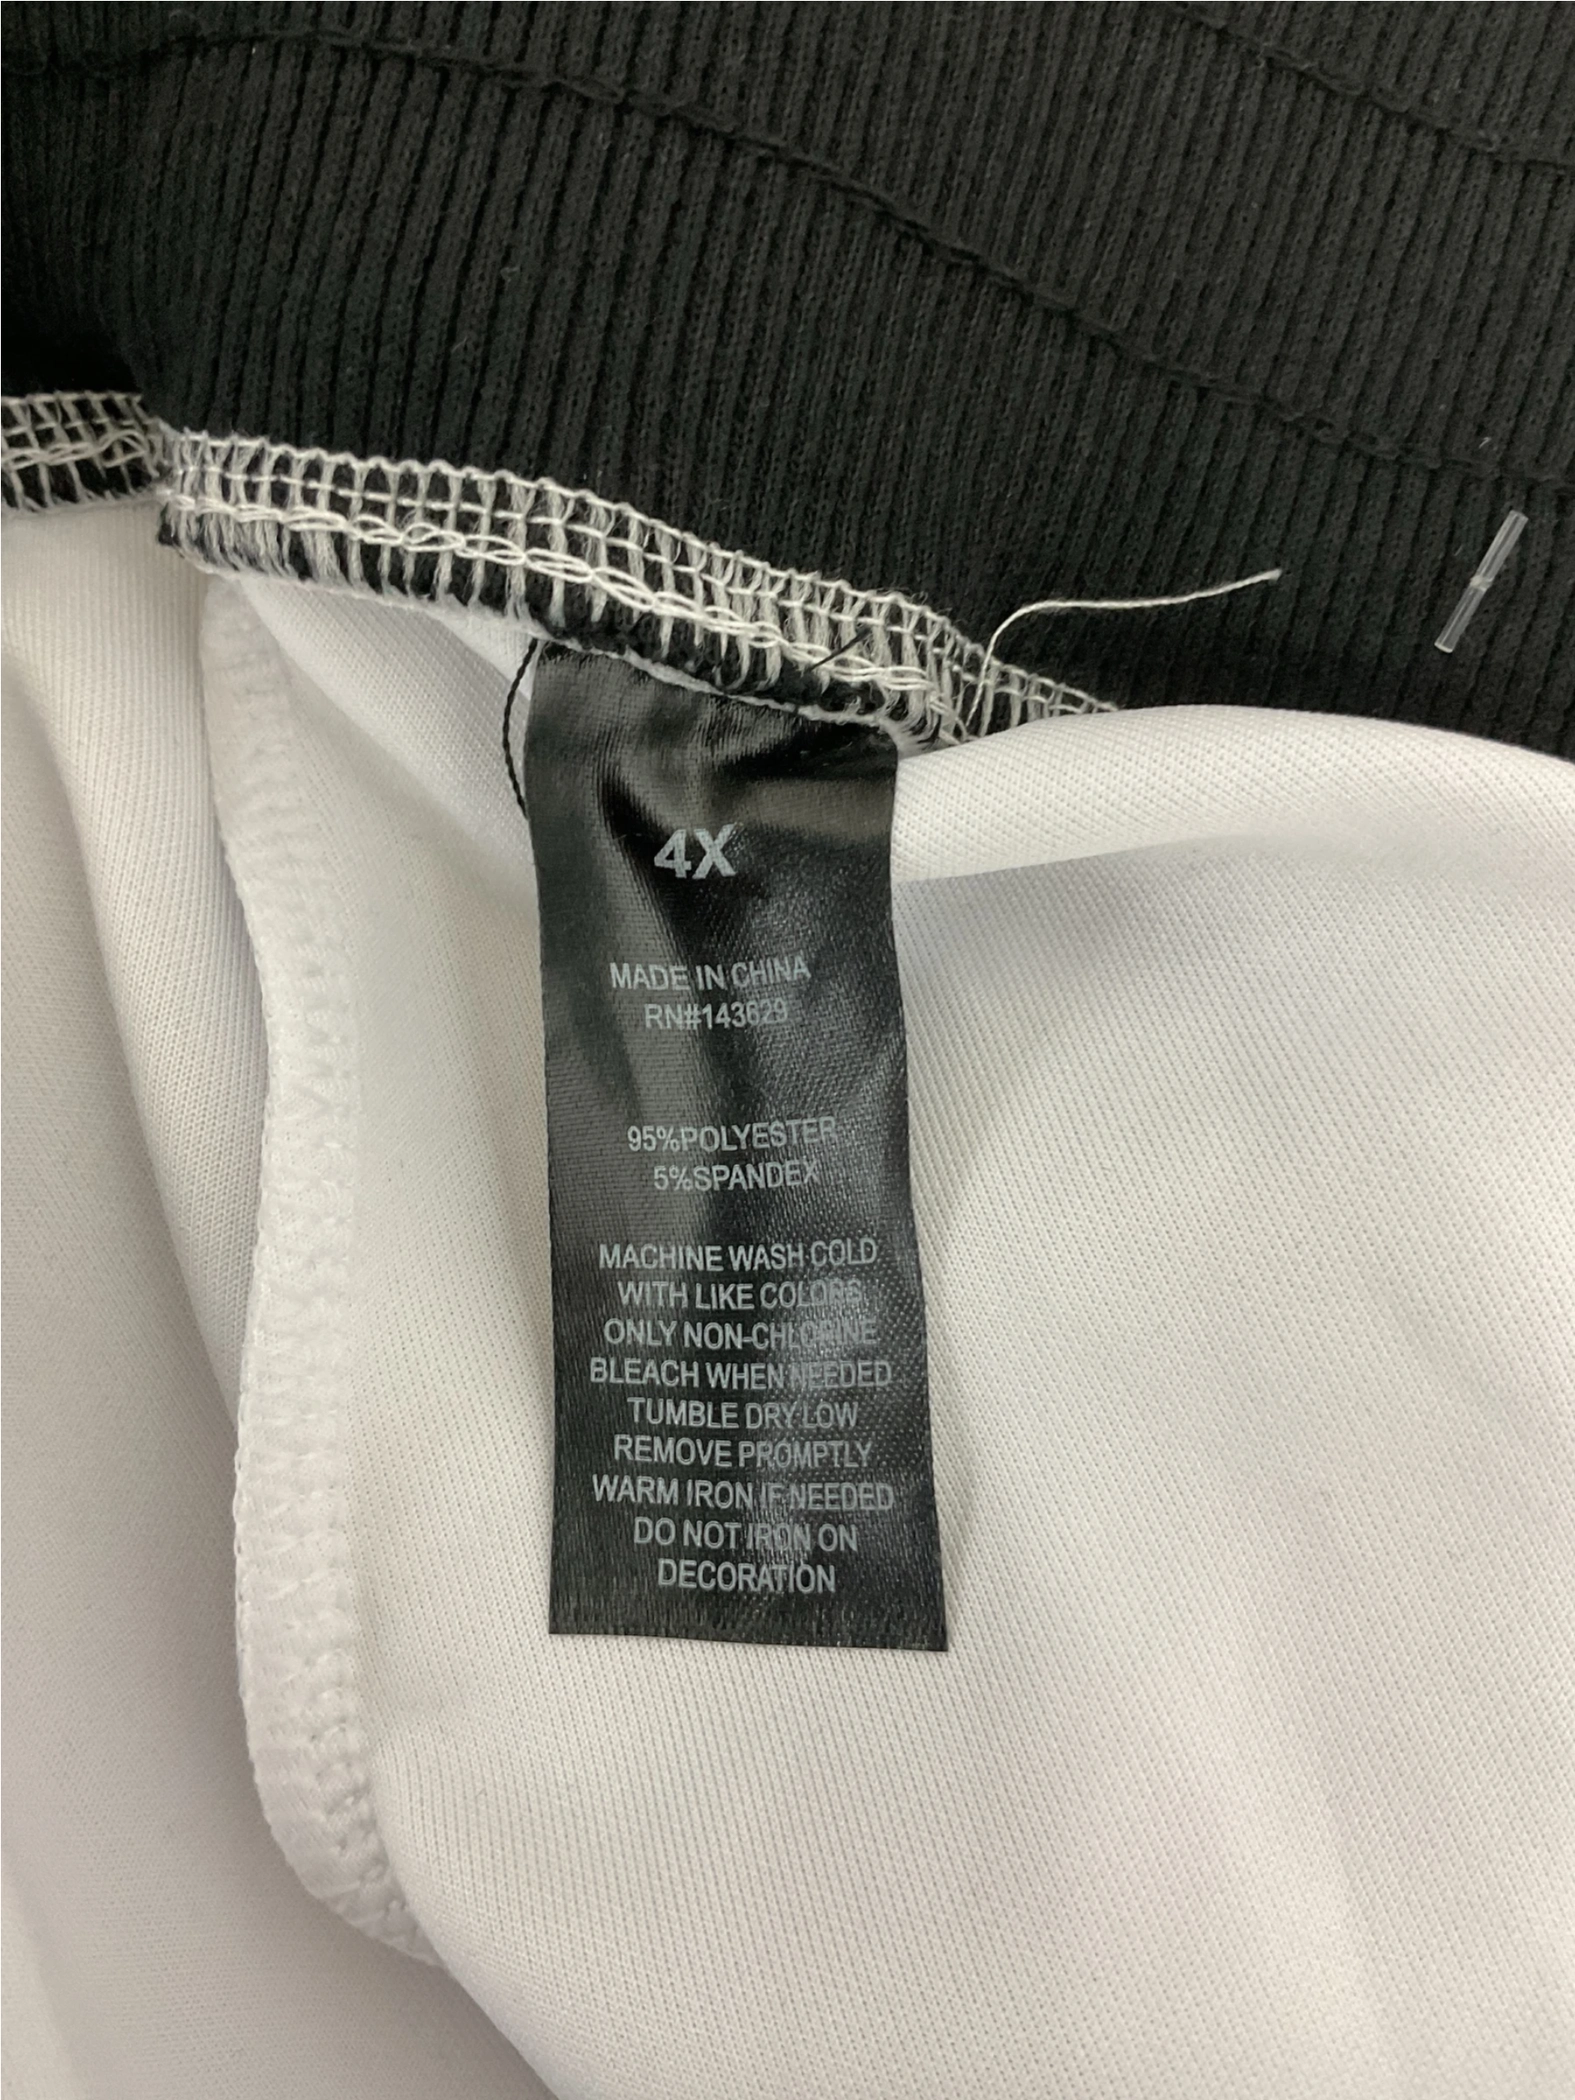 4X
MADE IN CHINA
RN#143629
95%POLYESTER
5%SPANDEX
MACHINE WASH COLD
WITH LIKE COLORS
ONLY NON-CHLORINE
BLEACH WHEN NEEDED
TUMBLE DRY LOW
REMOVE PROMPTLY
WARM IRON IF NEEDED
DO NOT IRON ON
DECORATION